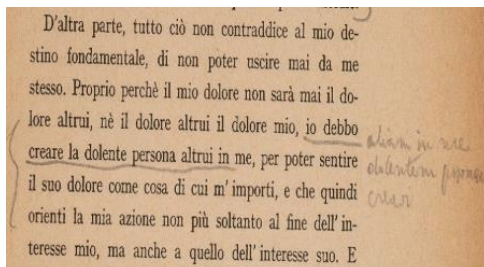 D'altra parte, tutto ciò non contraddice al mio de-
stino fondamentale, di non poter uscire mai da me
stesso. Proprio perchè il mio dolore non sarà mai il do-
lore altrui, nè il dolore altrui il dolore mio, io debbo
creare la dolente persona altrui in me, per poter sentire
il suo dolore come cosa di cui m'importi, e che quindi
orienti la mia azione non più soltanto al fine dell'in-
teresse mio, ma anche a quello dell'interesse suo. E
in me
dolentem